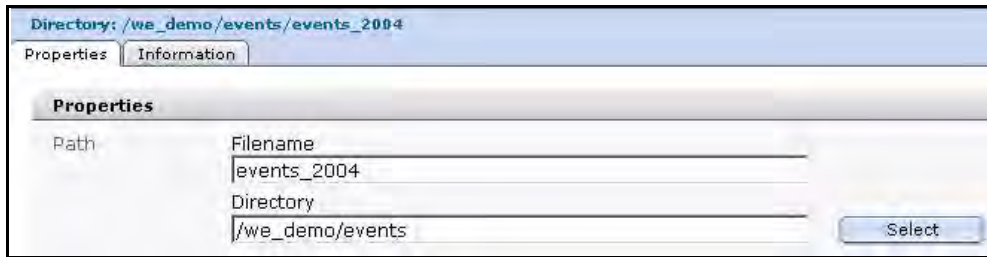 Directory: /we_demo/events/events_2004
Properties Information
Properties
Path Filename
events_2004
Directory
/we_demo/events Select